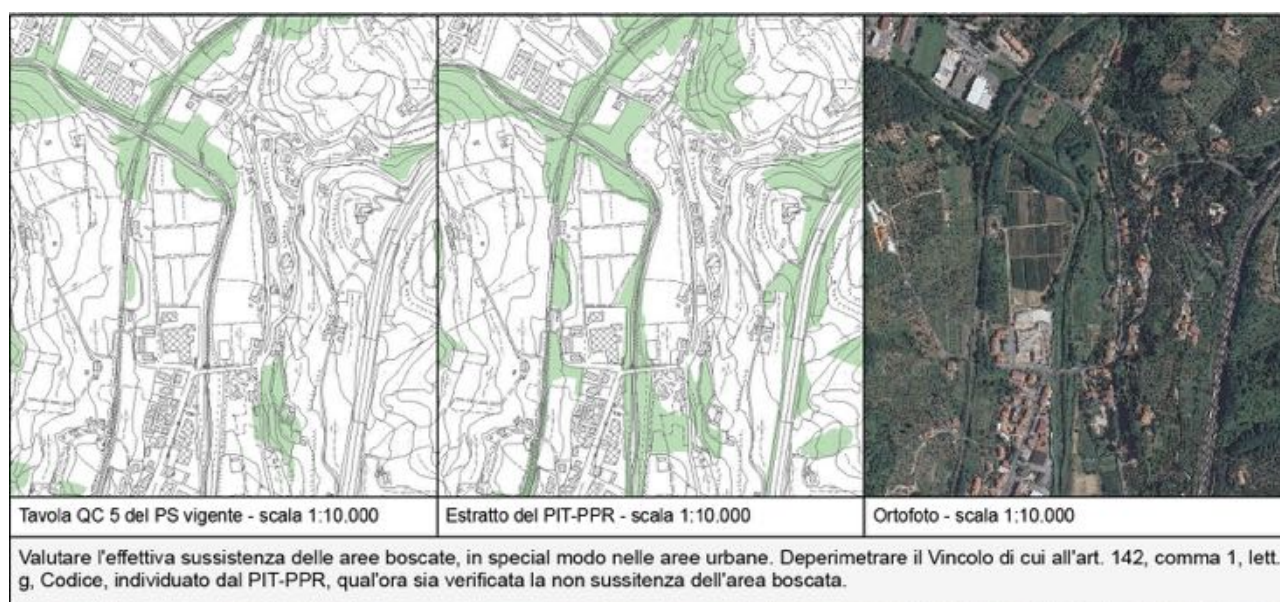 Tavola QC 5 del PS vigente - scala 1:10.000
Estratto del PIT-PPR - scala 1:10.000
Ortofoto - scala 1:10.000
Valutare l'effettiva sussistenza delle aree boscate, in special modo nelle aree urbane. Deperimetrare il Vincolo di cui all'art. 142, comma 1, lett.
g, Codice, individuato dal PIT-PPR, qual'ora sia verificata la non sussitenza dell'area boscata.